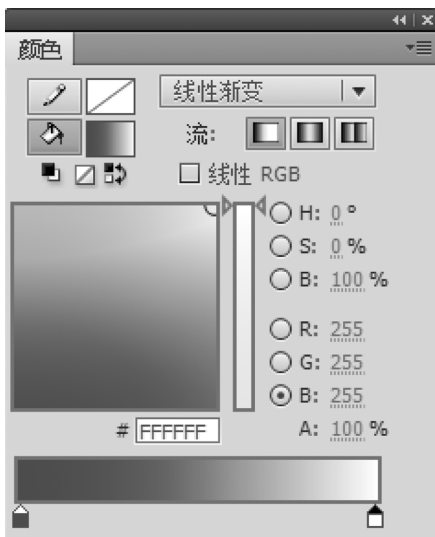 颜色
线性渐变
流:
线性 RGB
H: 0 °
S: 0 %
B: 100 %
R: 255
G: 255
B: 255
# FFFFFF
A: 100 %